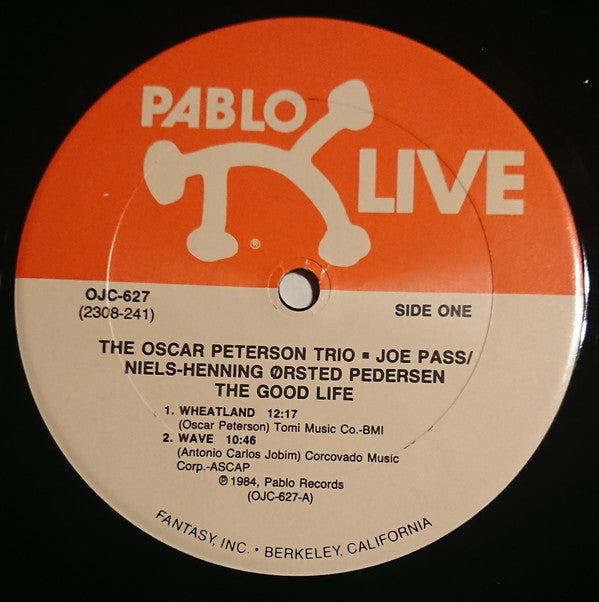 PABLO
LIVE
®
OJC-627
(2308-241)
SIDE ONE
THE OSCAR PETERSON TRIO ▪ JOE PASS/
NIELS-HENNING ØRSTED PEDERSEN
THE GOOD LIFE
1. WHEATLAND 12:17
(Oscar Peterson) Tomi Music Co.-BMI
2. WAVE 10:46
(Antonio Carlos Jobim) Corcovado Music
Corp.-ASCAP
℗1984, Pablo Records
(OJC-627-A)
FANTASY, INC. • BERKELEY, CALIFORNIA